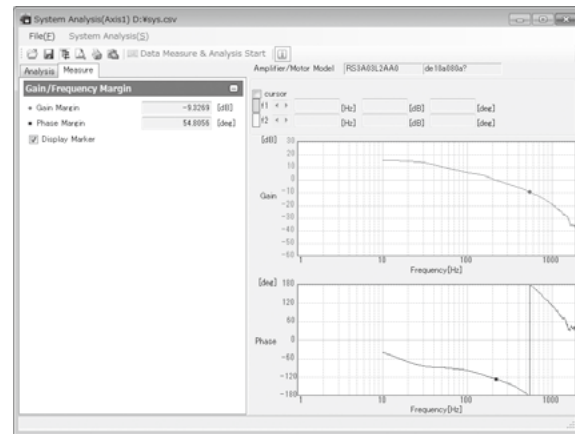 System Analysis(Axis1) D:¥sys.csv
File(F) System Analysis(S)
Data Measure & Analysis Start
Analysis Measure
Amplifier/Motor Model RS3A03L2AA0 de10a080a?
Gain/Frequency Margin
Gain Margin -9.3269 [dB]
Phase Margin 54.8056 [deg]
Display Marker
cursor
f1 < > [Hz] [dB] [deg]
f2 < > [Hz] [dB] [deg]
[dB] 30
20
10
0
Gain -10
-20
-30
-40
-50
-60
1 10 100 1000
Frequency[Hz]
[deg] 180
120
60
0
Phase -60
-120
-180
1 10 100 1000
Frequency[Hz]